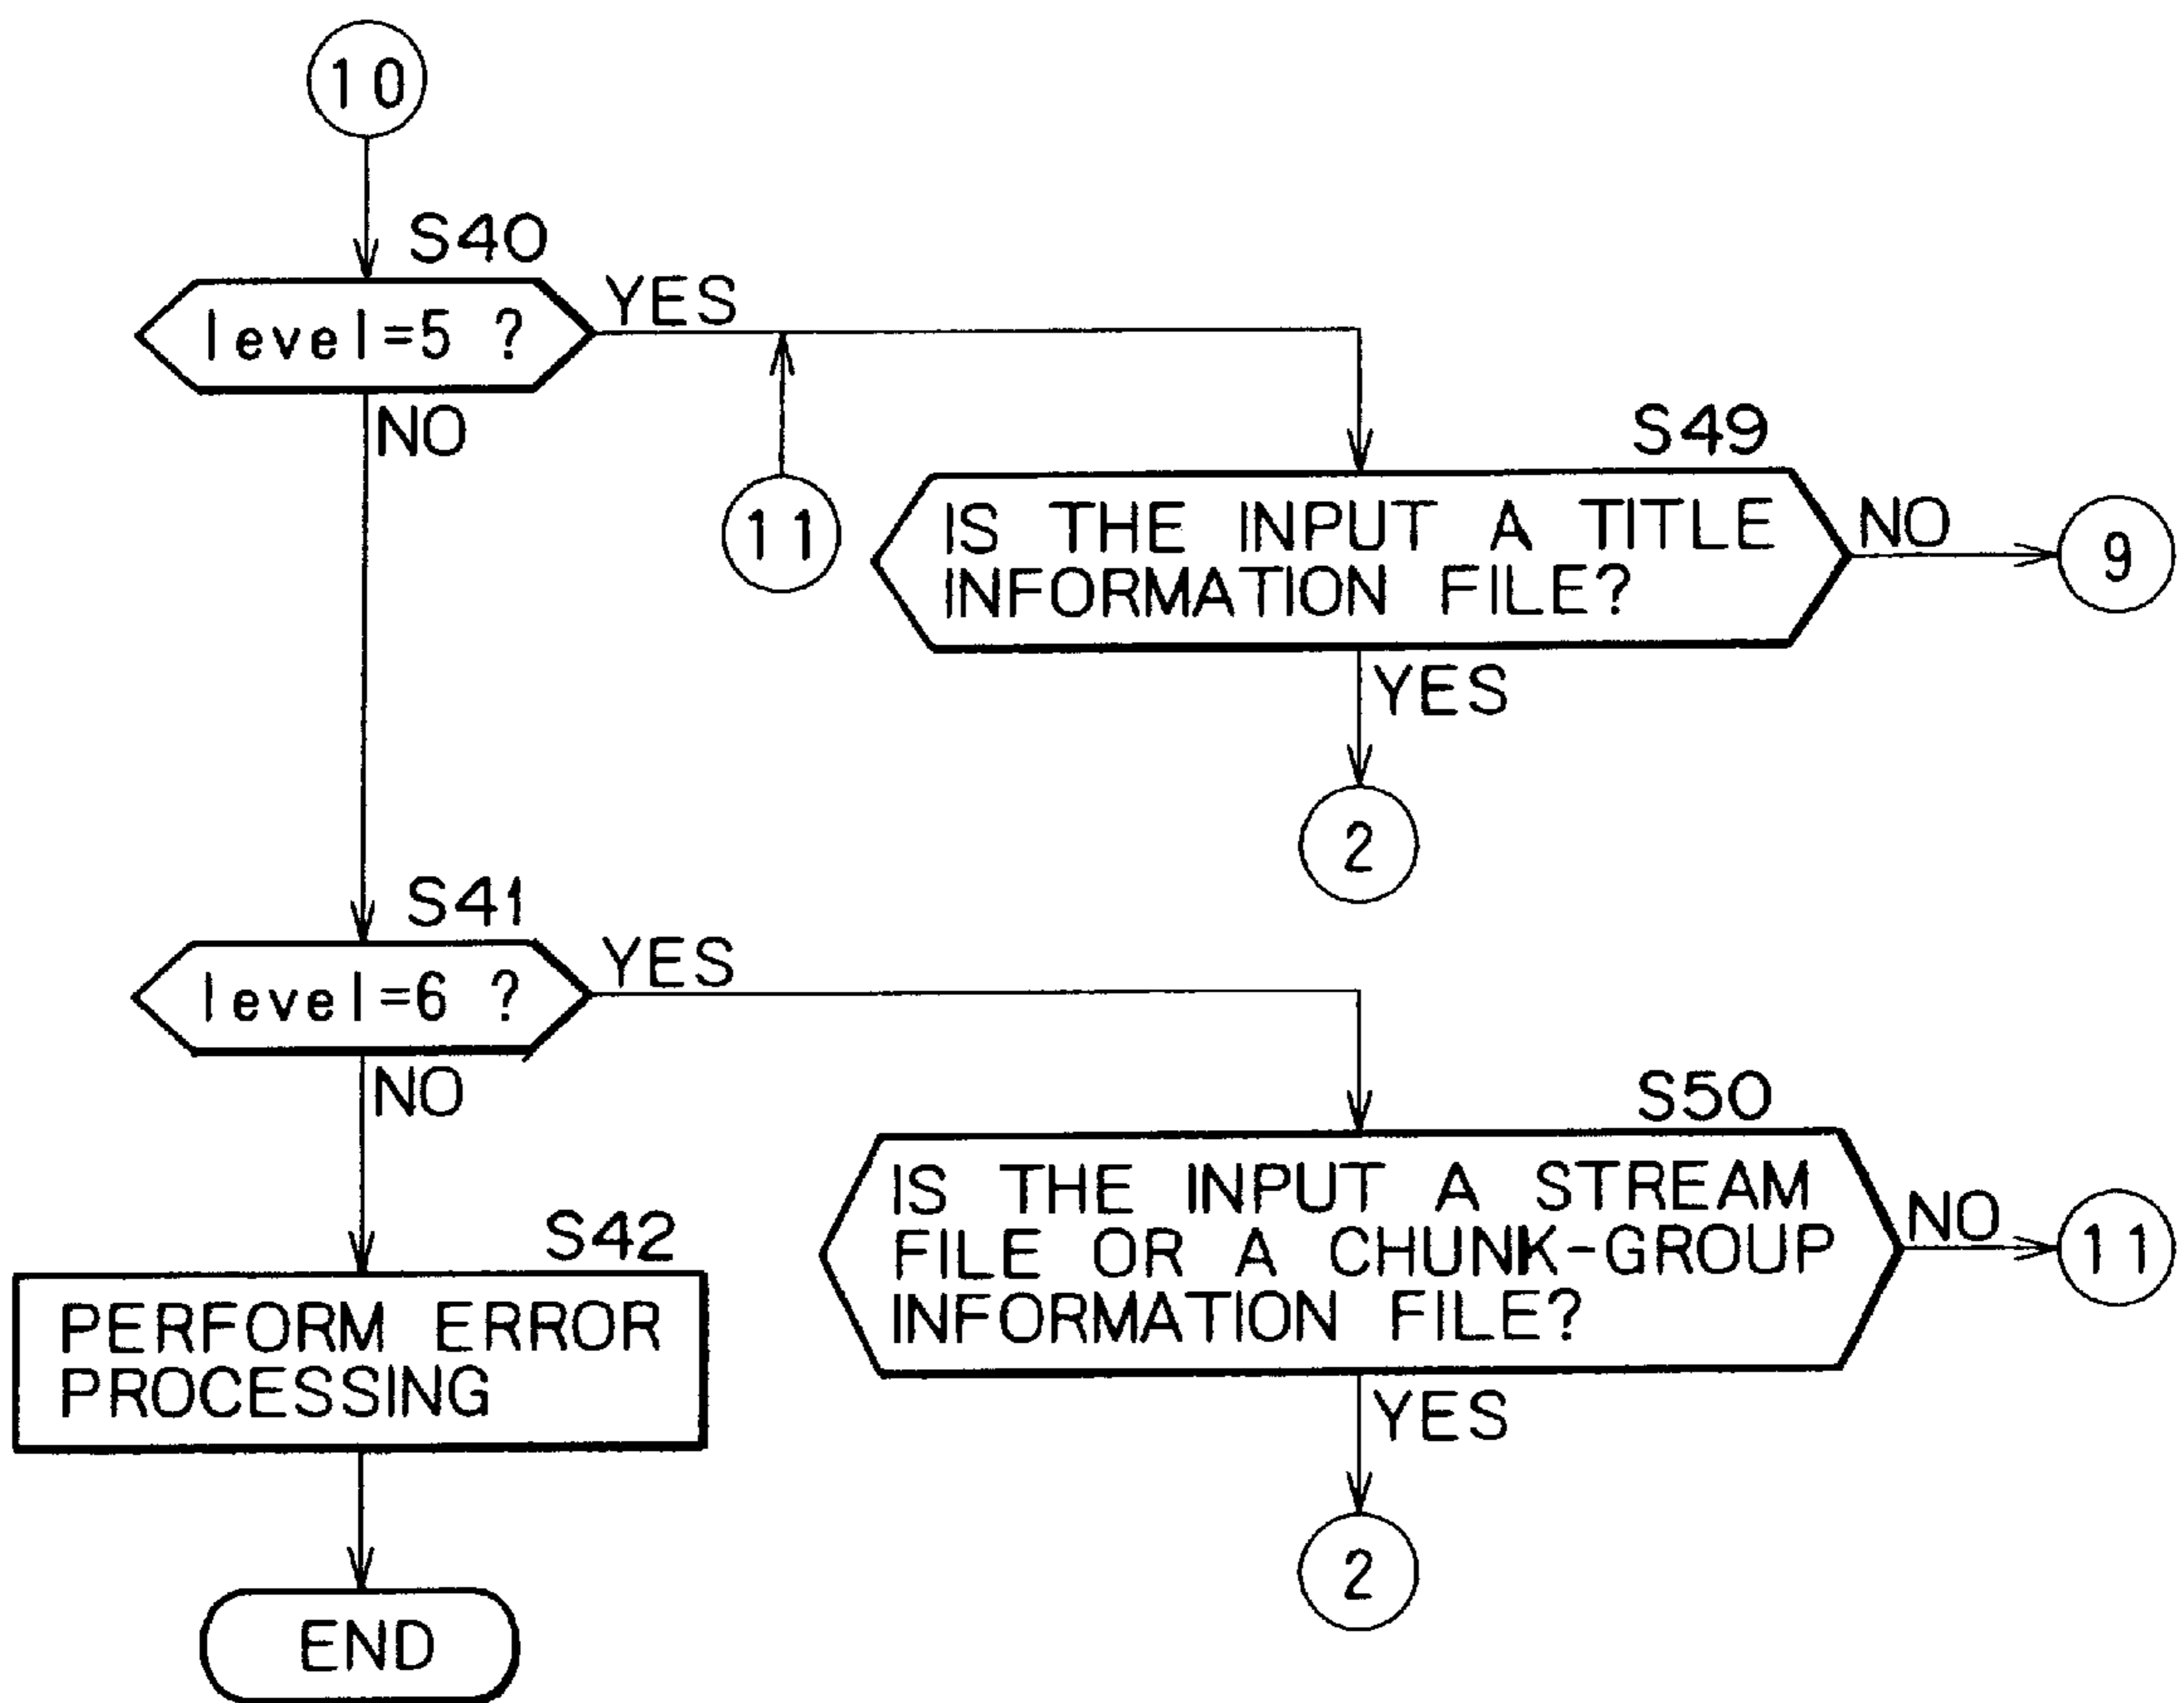 10
S40
level=5 ?
YES
NO
11
S49
IS THE INPUT A TITLE
INFORMATION FILE?
NO
9
YES
2
S41
level=6 ?
YES
NO
S50
IS THE INPUT A STREAM
FILE OR A CHUNK-GROUP
INFORMATION FILE?
NO
11
YES
2
S42
PERFORM ERROR
PROCESSING
END